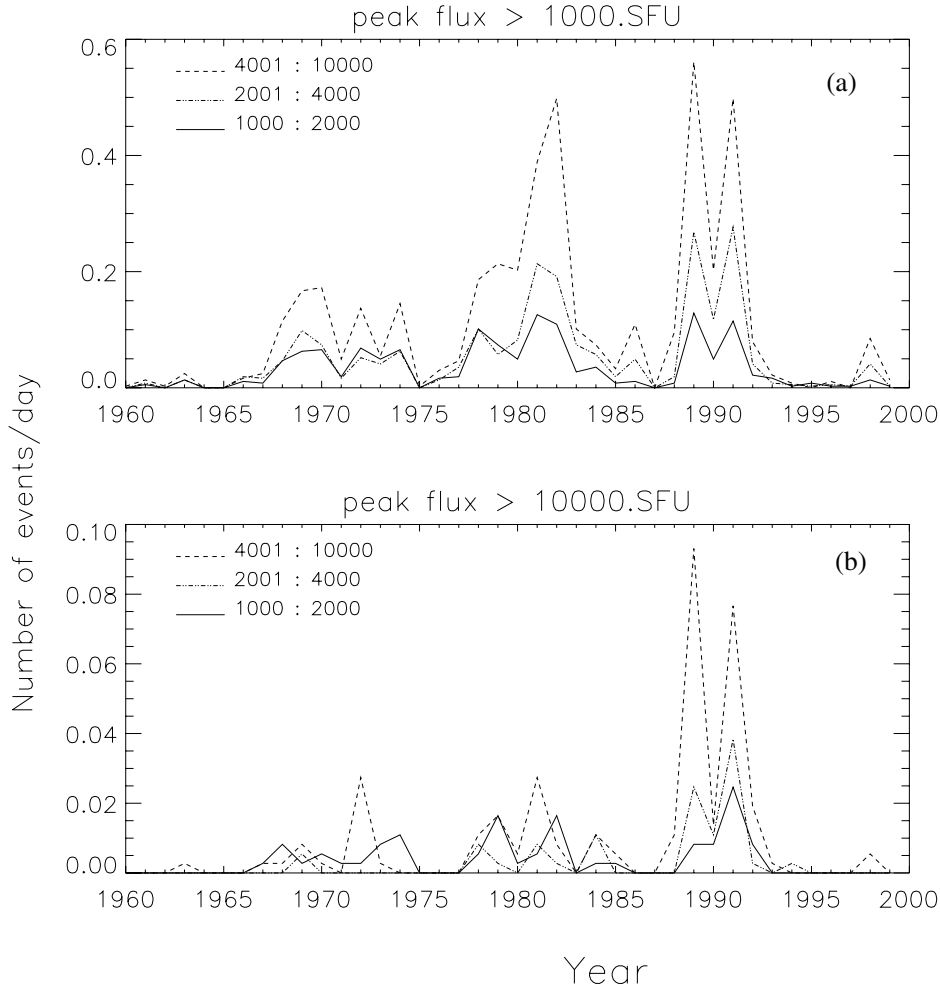 peak flux > 1000.SFU
0.6
4001 : 10000
2001 : 4000
1000 : 2000
(a)
0.4
0.2
0.0
1960 1965 1970 1975 1980 1985 1990 1995 2000
Number of events/day
peak flux > 10000.SFU
0.10
4001 : 10000
2001 : 4000
1000 : 2000
(b)
0.08
0.06
0.04
0.02
0.00
1960 1965 1970 1975 1980 1985 1990 1995 2000
Year